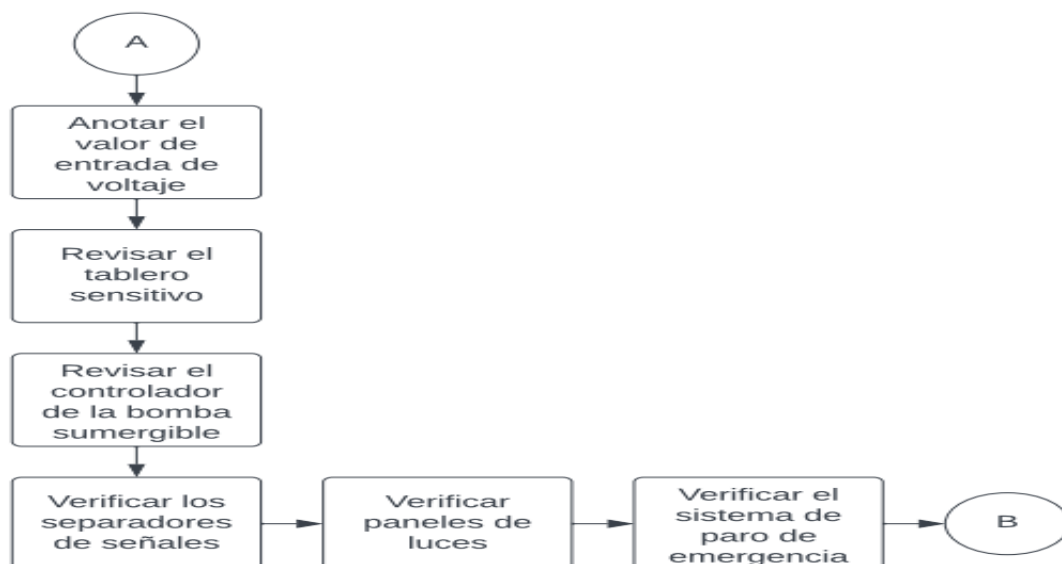 A
Anotar el
valor de
entrada de
voltaje
Revisar el
tablero
sensitivo
Revisar el
controlador
de la bomba
sumergible
Verificar los
separadores
de señales
Verificar
paneles de
luces
Verificar el
sistema de
paro de
emergencia
B